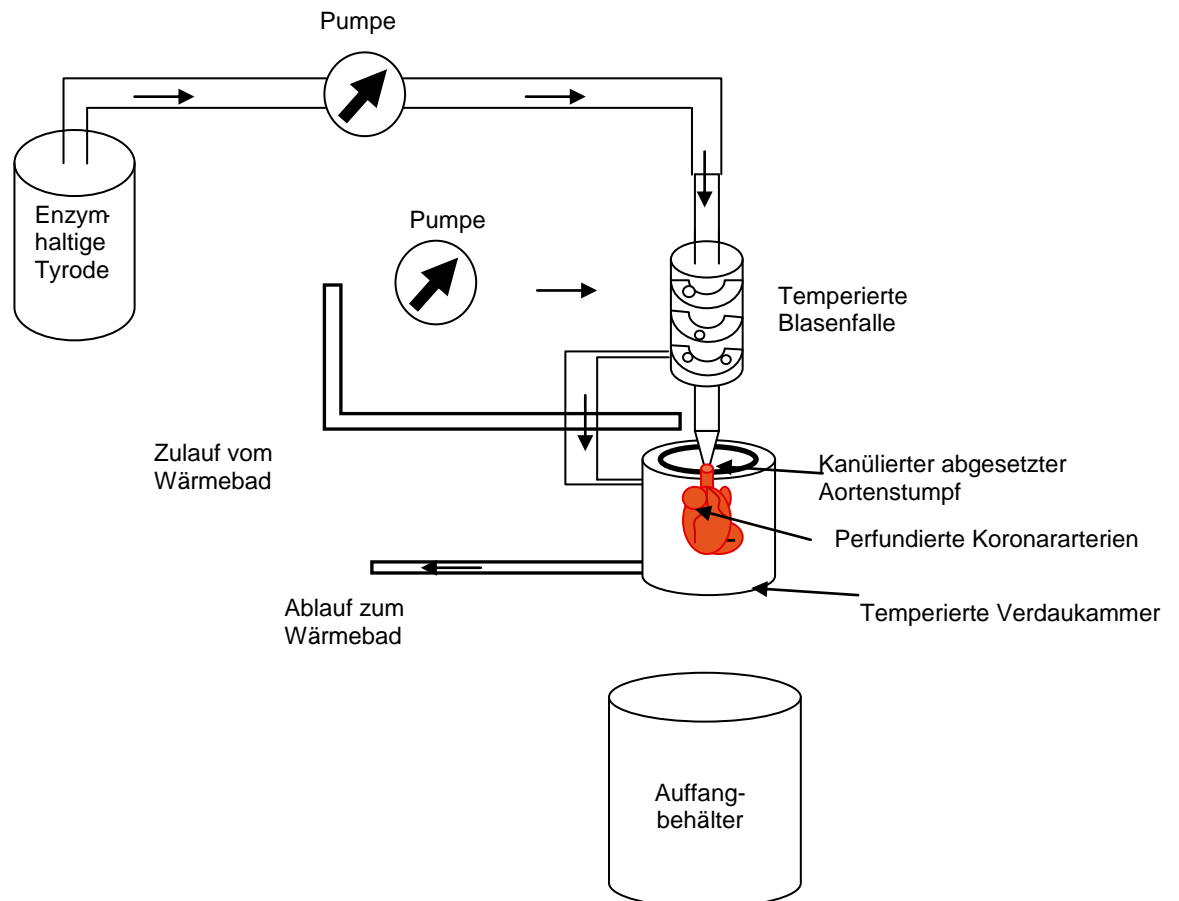 Pumpe
Enzym-
haltige
Tyrode
Pumpe
Temperierte
Blasenfalle
Zulauf vom
Wärmebad
Kanülierter abgesetzter
Aortenstumpf
Perfundierte Koronararterien
Ablauf zum
Wärmebad
Temperierte Verdaukammer
Auffang-
behälter